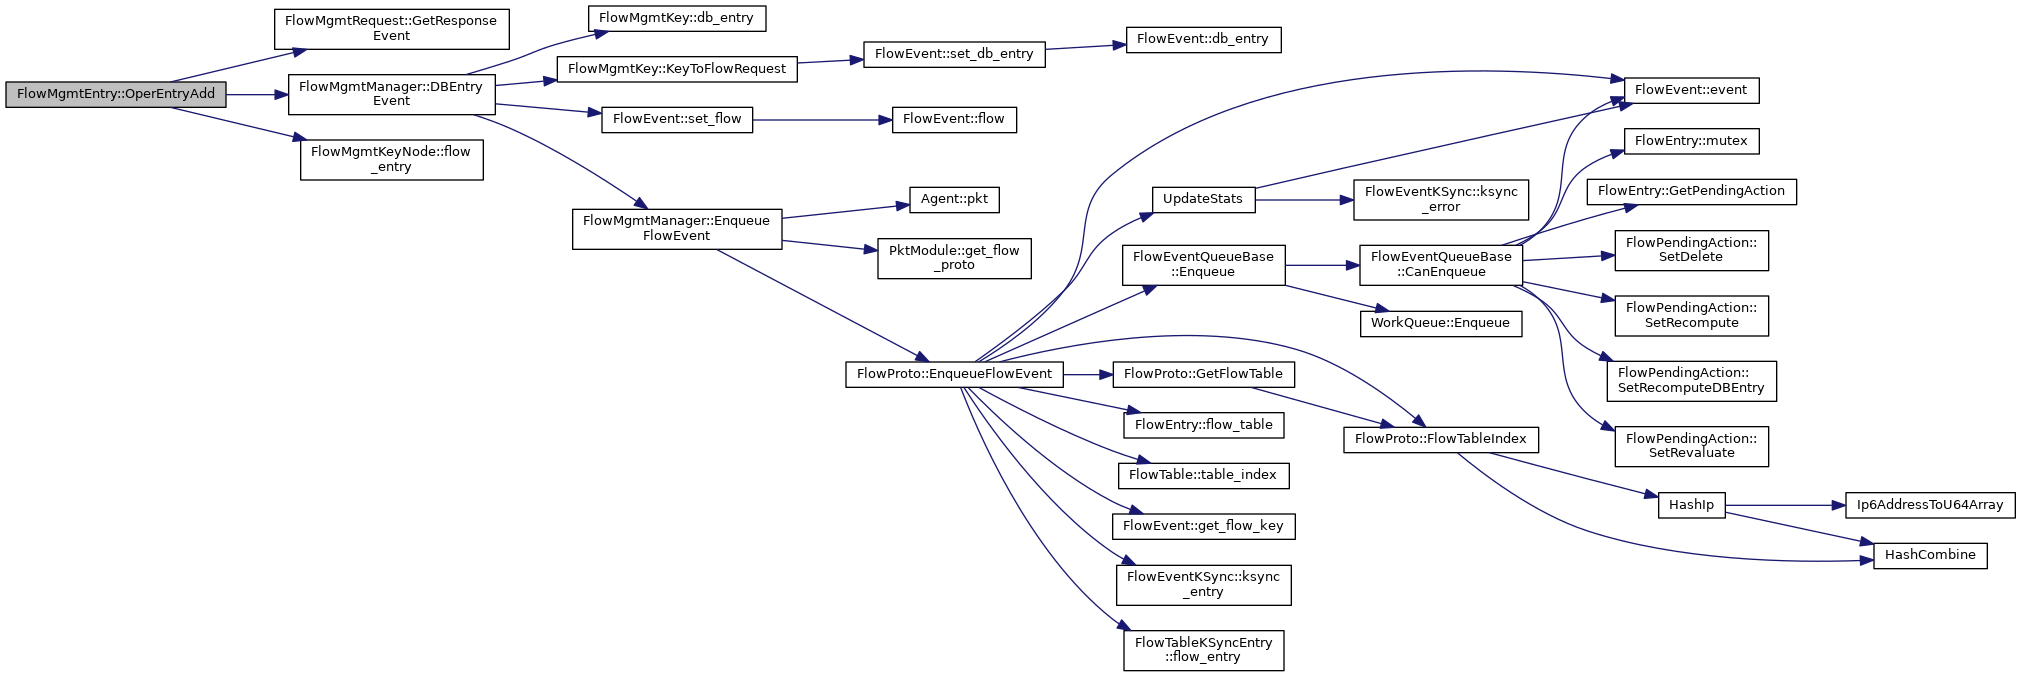 FlowMgmtEntry::OperEntryAdd
FlowMgmtRequest::GetResponse
Event
FlowMgmtManager::DBEntry
Event
FlowMgmtKeyNode::flow
_entry
FlowMgmtKey::db_entry
FlowMgmtKey::KeyToFlowRequest
FlowEvent::set_flow
FlowMgmtManager::Enqueue
FlowEvent
FlowEvent::set_db_entry
FlowEvent::flow
Agent::pkt
PktModule::get_flow
_proto
FlowProto::EnqueueFlowEvent
FlowEvent::db_entry
UpdateStats
FlowEventQueueBase
::Enqueue
FlowProto::GetFlowTable
FlowEntry::flow_table
FlowTable::table_index
FlowEvent::get_flow_key
FlowEventKSync::ksync
_entry
FlowTableKSyncEntry
::flow_entry
FlowEventKSync::ksync
_error
FlowEventQueueBase
::CanEnqueue
WorkQueue::Enqueue
FlowProto::FlowTableIndex
FlowEvent::event
FlowEntry::mutex
FlowEntry::GetPendingAction
FlowPendingAction::
SetDelete
FlowPendingAction::
SetRecompute
FlowPendingAction::
SetRecomputeDBEntry
FlowPendingAction::
SetRevaluate
HashIp
Ip6AddressToU64Array
HashCombine